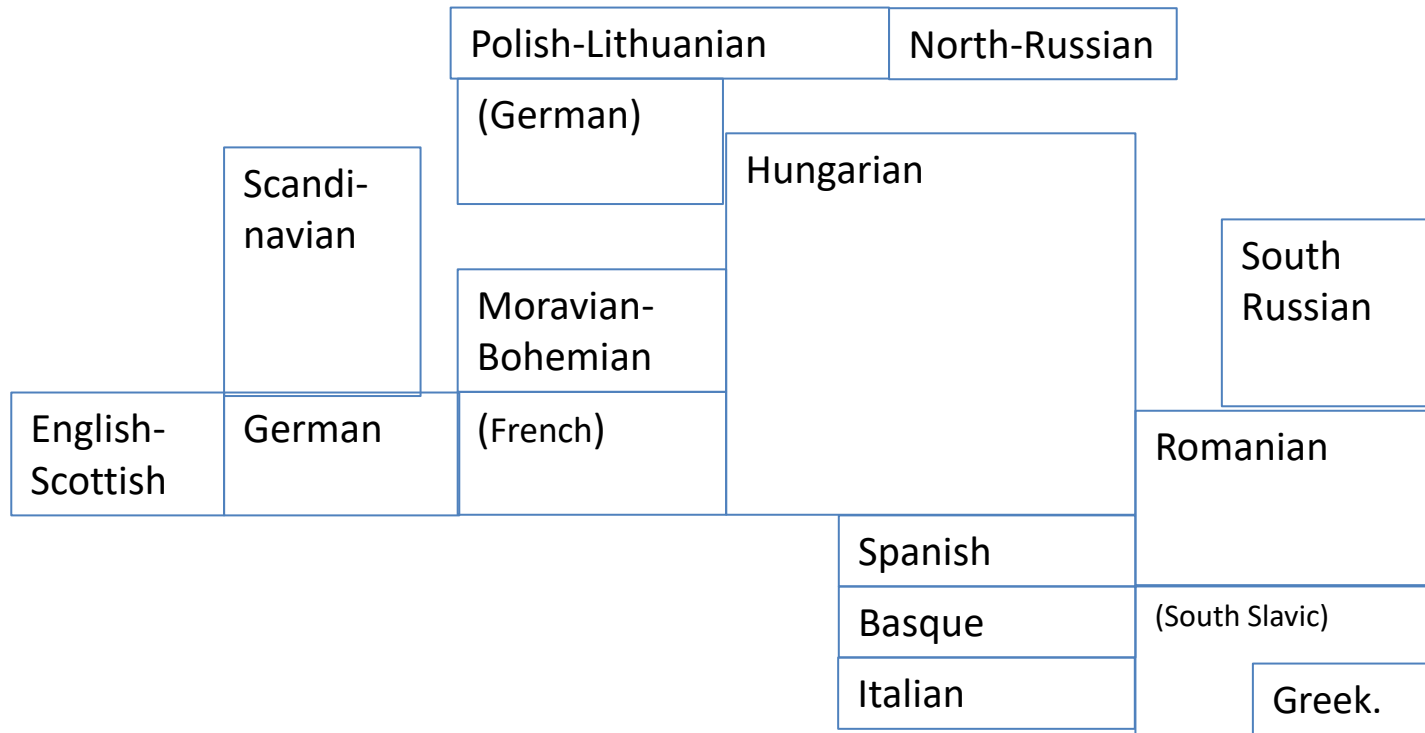 Polish-Lithuanian
North-Russian
(German)
Hungarian
Scandi-
navian
South
Russian
Moravian-
Bohemian
English-
Scottish
German
(French)
Romanian
Spanish
Basque
(South Slavic)
Italian
Greek.